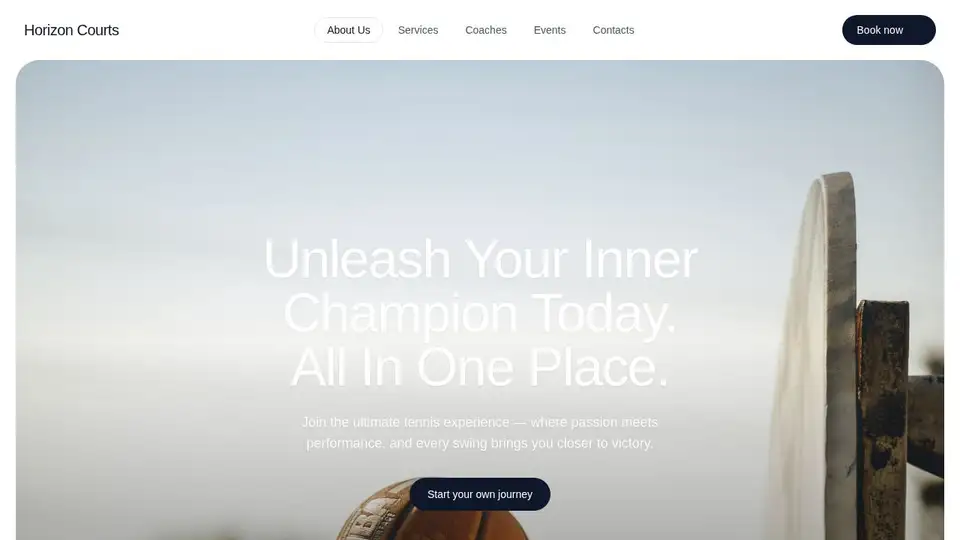 Horizon Courts
About Us
Services
Coaches
Events
Contacts
Book now
Unleash Your Inner
Champion Today.
All In One Place.
Join the ultimate tennis experience — where passion meets
performance, and every swing brings you closer to victory.
Start your own journey